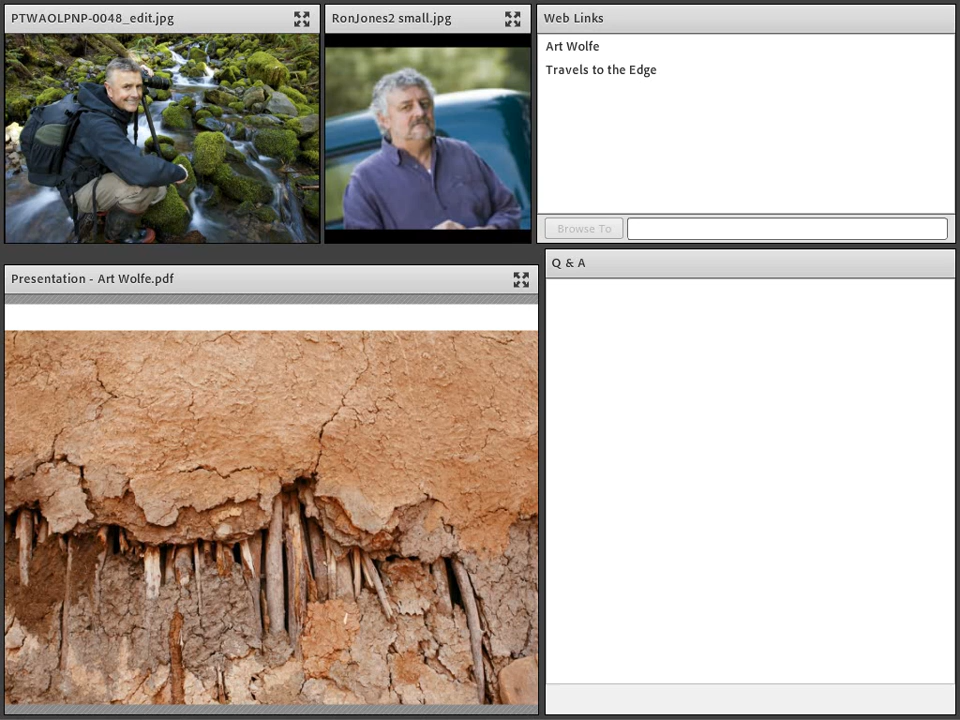 PTWAOLPNP-0048_edit.jpg
RonJones2 small.jpg
Web Links
Art Wolfe
Travels to the Edge
Browse To
Presentation - Art Wolfe.pdf
Q & A